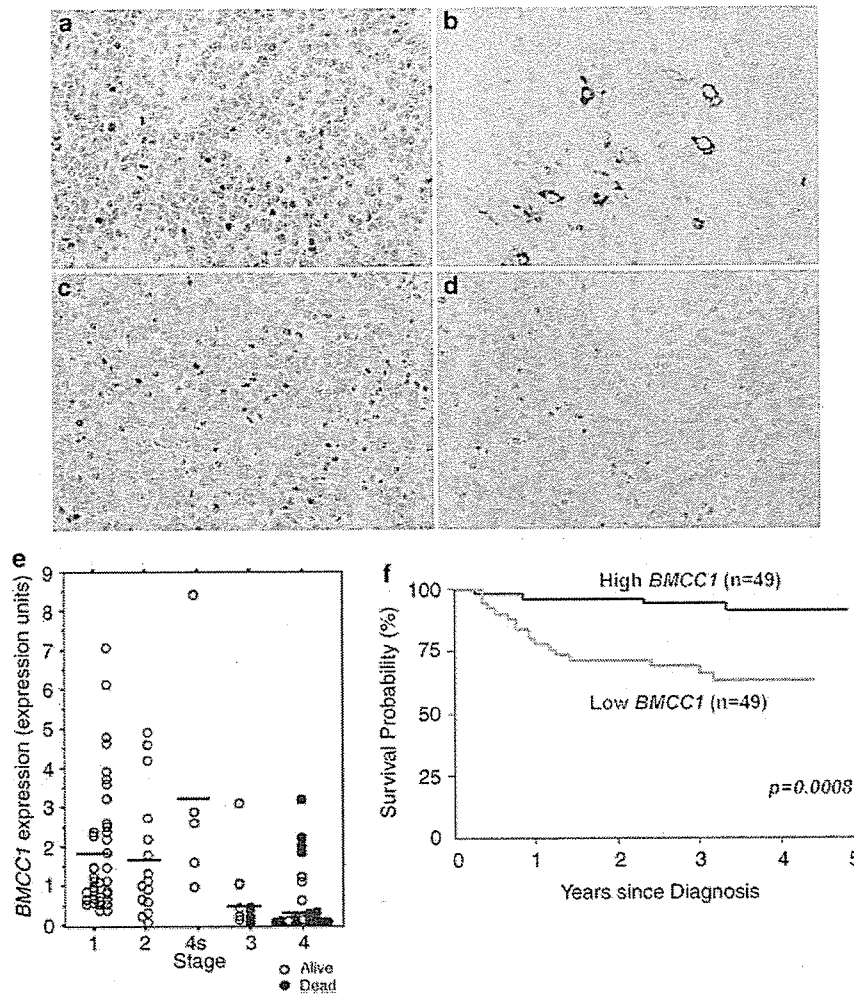 a
b
c
d
e
BMCC1 expression (expression units)
9
8
7
6
5
4
3
2
1
0
1 2 4s 3 4
Stage
Alive
Dead
f
Survival Probability (%)
100
75
50
25
0
High BMCC1 (n=49)
Low BMCC1 (n=49)
p=0.0008
0 1 2 3 4 5
Years since Diagnosis